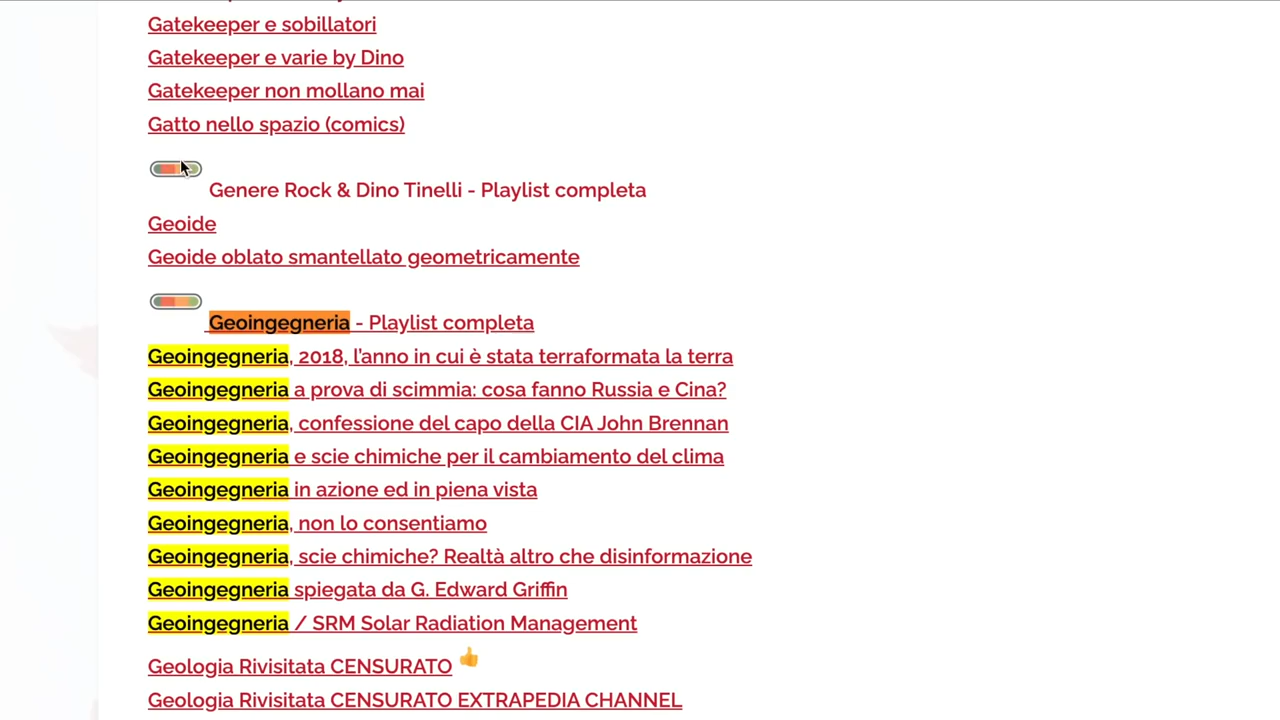 Gatekeeper e sobillatori
Gatekeeper e varie by Dino
Gatekeeper non mollano mai
Gatto nello spazio (comics)
Genere Rock & Dino Tinelli - Playlist completa
Geoide
Geoide oblato smantellato geometricamente
Geoingegneria - Playlist completa
Geoingegneria, 2018, l'anno in cui è stata terraformata la terra
Geoingegneria a prova di scimmia: cosa fanno Russia e Cina?
Geoingegneria, confessione del capo della CIA John Brennan
Geoingegneria e scie chimiche per il cambiamento del clima
Geoingegneria in azione ed in piena vista
Geoingegneria, non lo consentiamo
Geoingegneria, scie chimiche? Realtà altro che disinformazione
Geoingegneria spiegata da G. Edward Griffin
Geoingegneria / SRM Solar Radiation Management
Geologia Rivisitata CENSURATO
Geologia Rivisitata CENSURATO EXTRAPEDIA CHANNEL